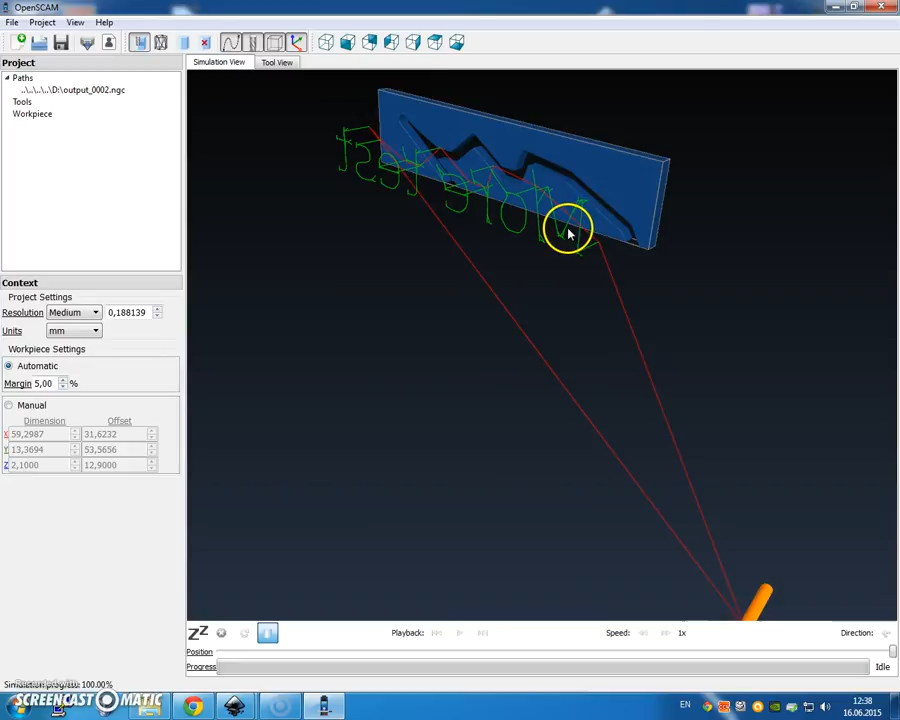 OpenSCAM
File Project View Help
Project
Simulation View Tool View
Paths
..\..\..\..\D:\output_0002.ngc
Tools
Workpiece
Context
Project Settings
Resolution Medium 0,188139
Units mm
Workpiece Settings
Automatic
Margin 5,00 %
Manual
Dimension Offset
X 59,2987 31,6232
Y 13,3694 53,5656
Z 2,1000 12,9000
Playback: Speed: 1x Direction:
Position
Progress Idle
Simulation progress: 100.00%
Recorded with
SCREENCAST MATIC
EN
12:38
16.06.2015